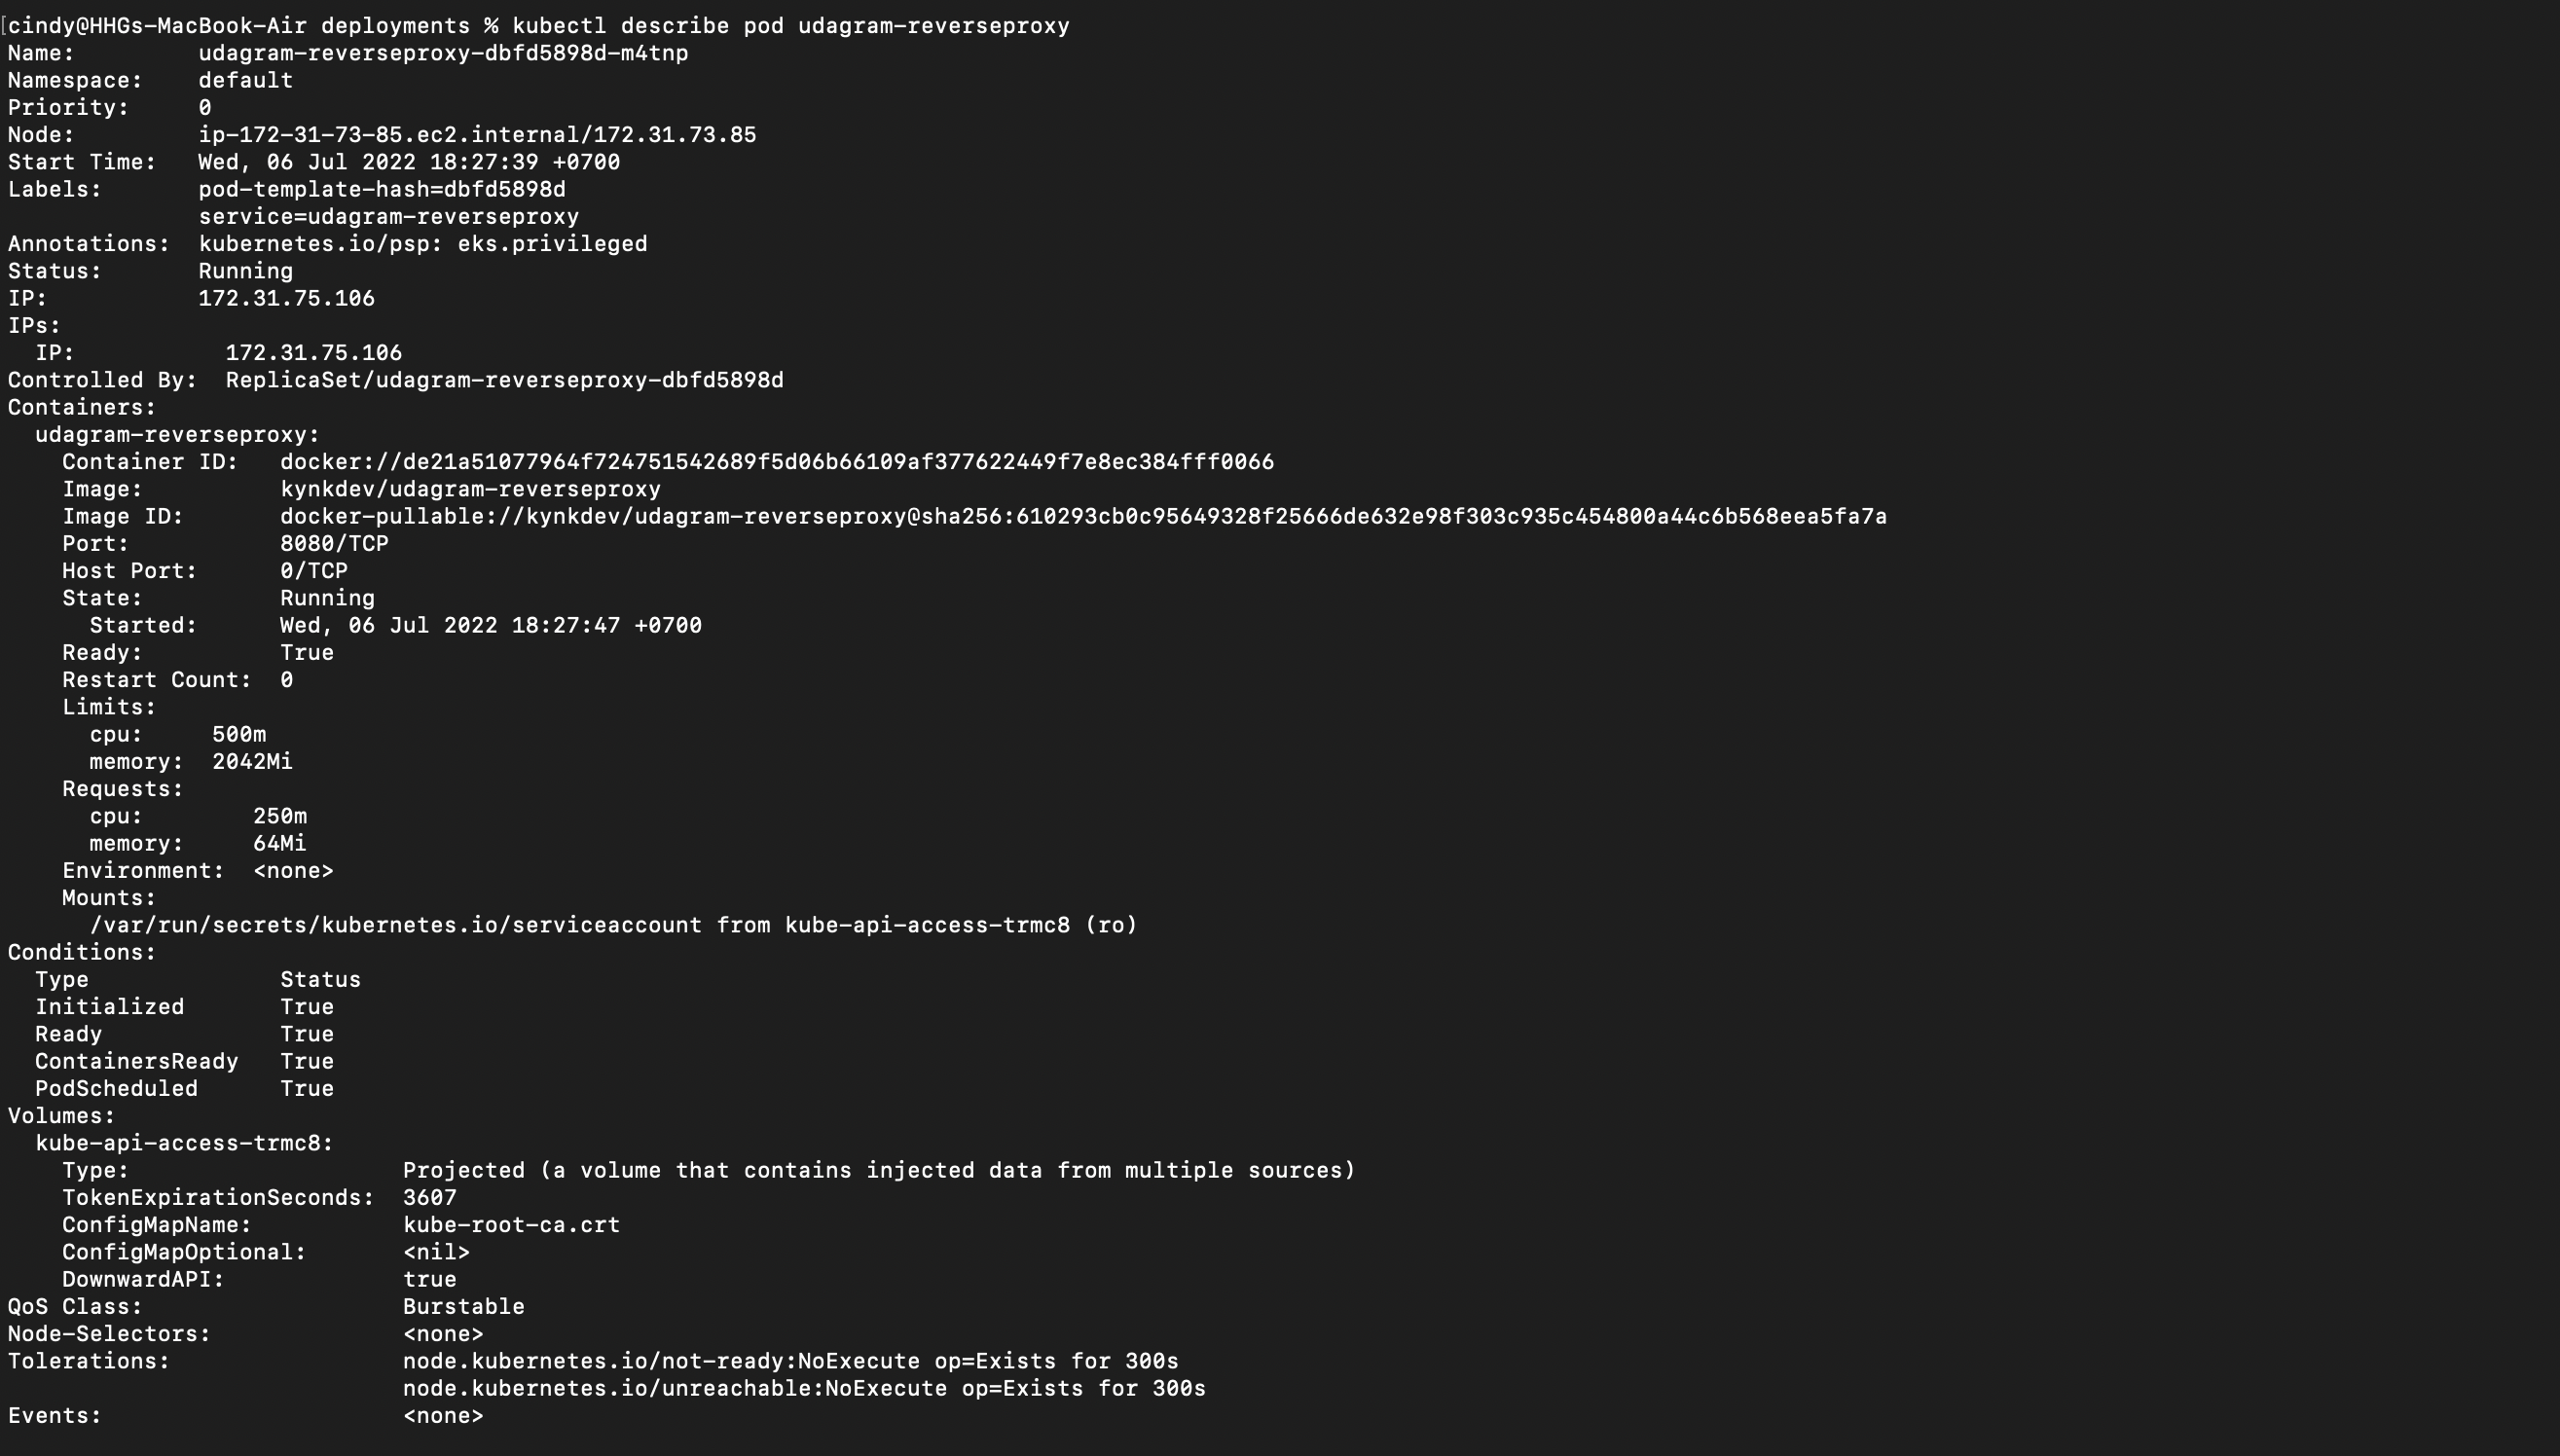 [cindy@HHGs-MacBook-Air deployments % kubectl describe pod udagram-reverseproxy
Name:         udagram-reverseproxy-dbfd5898d-m4tnp
Namespace:    default
Priority:     0
Node:         ip-172-31-73-85.ec2.internal/172.31.73.85
Start Time:   Wed, 06 Jul 2022 18:27:39 +0700
Labels:       pod-template-hash=dbfd5898d
              service=udagram-reverseproxy
Annotations:  kubernetes.io/psp: eks.privileged
Status:       Running
IP:           172.31.75.106
IPs:
  IP:           172.31.75.106
Controlled By:  ReplicaSet/udagram-reverseproxy-dbfd5898d
Containers:
  udagram-reverseproxy:
    Container ID:   docker://de21a51077964f724751542689f5d06b66109af377622449f7e8ec384fff0066
    Image:          kynkdev/udagram-reverseproxy
    Image ID:       docker-pullable://kynkdev/udagram-reverseproxy@sha256:610293cb0c95649328f25666de632e98f303c935c454800a44c6b568eea5fa7a
    Port:           8080/TCP
    Host Port:      0/TCP
    State:          Running
      Started:      Wed, 06 Jul 2022 18:27:47 +0700
    Ready:          True
    Restart Count:  0
    Limits:
      cpu:     500m
      memory:  2042Mi
    Requests:
      cpu:        250m
      memory:     64Mi
    Environment:  <none>
    Mounts:
      /var/run/secrets/kubernetes.io/serviceaccount from kube-api-access-trmc8 (ro)
Conditions:
  Type              Status
  Initialized       True
  Ready             True
  ContainersReady   True
  PodScheduled      True
Volumes:
  kube-api-access-trmc8:
    Type:                    Projected (a volume that contains injected data from multiple sources)
    TokenExpirationSeconds:  3607
    ConfigMapName:           kube-root-ca.crt
    ConfigMapOptional:       <nil>
    DownwardAPI:             true
QoS Class:                   Burstable
Node-Selectors:              <none>
Tolerations:                 node.kubernetes.io/not-ready:NoExecute op=Exists for 300s
                             node.kubernetes.io/unreachable:NoExecute op=Exists for 300s
Events:                      <none>